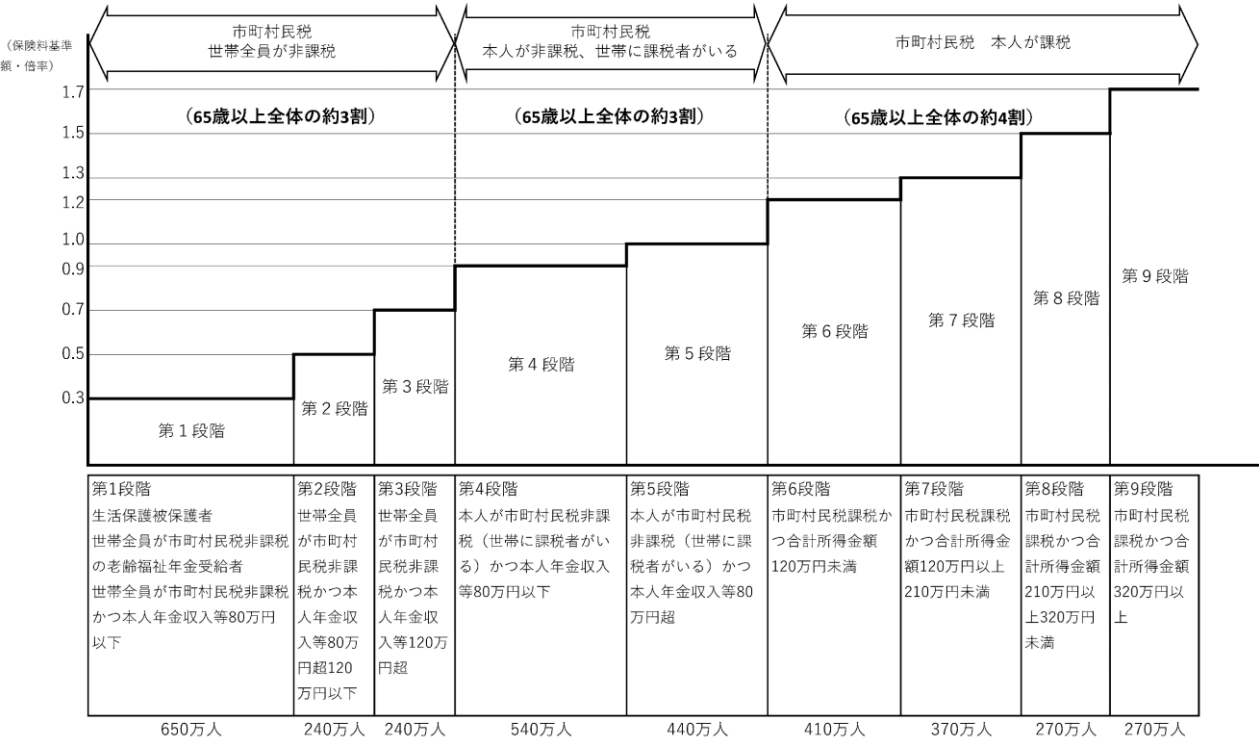 市町村民税
世帯全員が非課税
市町村民税
本人が非課税、世帯に課税者がいる
市町村民税　本人が課税
（保険料基準
額・倍率）
（65歳以上全体の約3割）
（65歳以上全体の約3割）
（65歳以上全体の約4割）
1.7
1.5
1.3
1.2
1.0
0.9
0.7
0.5
0.3
第１段階
第２段階
第３段階
第４段階
第５段階
第６段階
第７段階
第８段階
第９段階
第1段階
生活保護被保護者
世帯全員が市町村民税非課税
の老齢福祉年金受給者
世帯全員が市町村民税非課税
かつ本人年金収入等80万円
以下
第2段階
世帯全員
が市町村
民税非課
税かつ本
人年金収
入等80万
円超120
万円以下
第3段階
世帯全員
が市町村
民税非課
税かつ本
人年金収
入等120万
円超
第4段階
本人が市町村民税非課
税（世帯に課税者がい
る）かつ本人年金収入
等80万円以下
第5段階
本人が市町村民税
非課税（世帯に課
税者がいる）かつ
本人年金収入等80
万円超
第6段階
市町村民税課税か
つ合計所得金額
120万円未満
第7段階
市町村民税課税
かつ合計所得金
額120万円以上
210万円未満
第8段階
市町村民税
課税かつ合
計所得金額
210万円以
上320万円
未満
第9段階
市町村民税
課税かつ合
計所得金額
320万円以
上
650万人
240万人
240万人
540万人
440万人
410万人
370万人
270万人
270万人